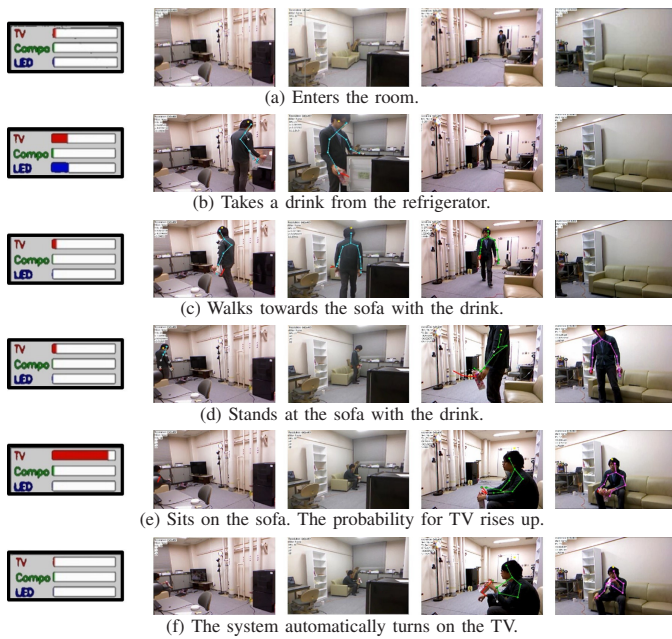 TV
Compo
LED
(a) Enters the room.
TV
Compo
LED
(b) Takes a drink from the refrigerator.
TV
Compo
LED
(c) Walks towards the sofa with the drink.
TV
Compo
LED
(d) Stands at the sofa with the drink.
TV
Compo
LED
(e) Sits on the sofa. The probability for TV rises up.
TV
Compo
LED
(f) The system automatically turns on the TV.